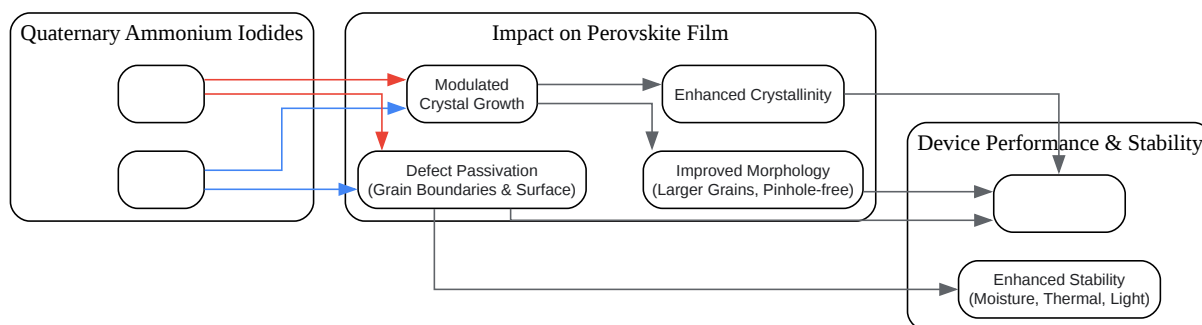 Quaternary Ammonium Iodides
Impact on Perovskite Film
Modulated
Crystal Growth
Enhanced Crystallinity
Device Performance & Stability
Defect Passivation
(Grain Boundaries & Surface)
Improved Morphology
(Larger Grains, Pinhole-free)
Enhanced Stability
(Moisture, Thermal, Light)